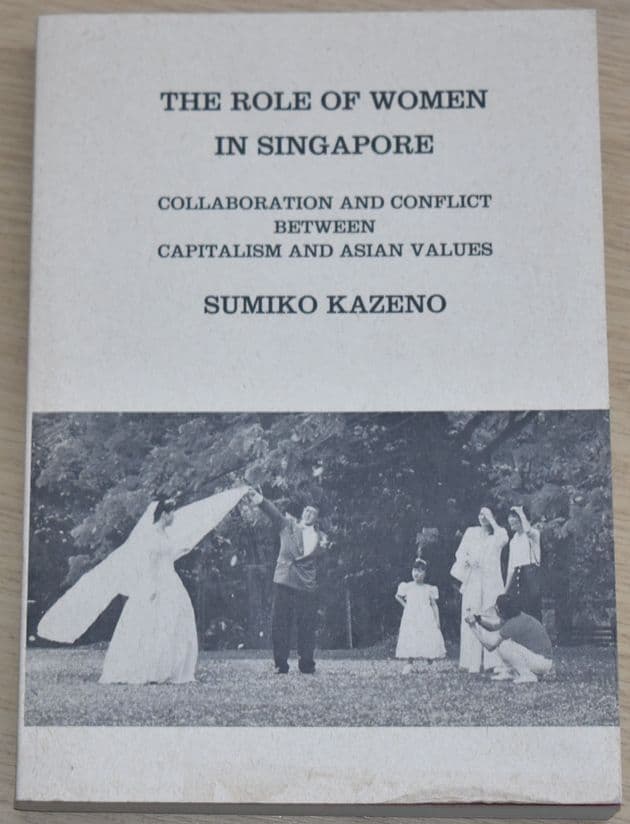 THE ROLE OF WOMEN
IN SINGAPORE
COLLABORATION AND CONFLICT
BETWEEN
CAPITALISM AND ASIAN VALUES
SUMIKO KAZENO